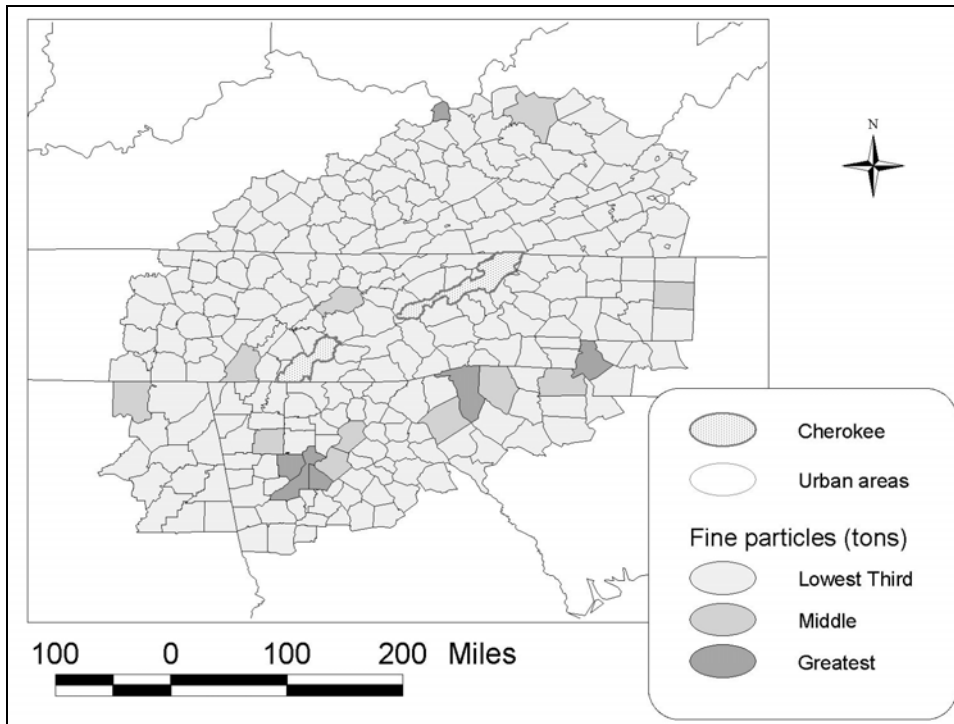 N
Cherokee
Urban areas
Fine particles (tons)
Lowest Third
Middle
Greatest
100 0 100 200 Miles